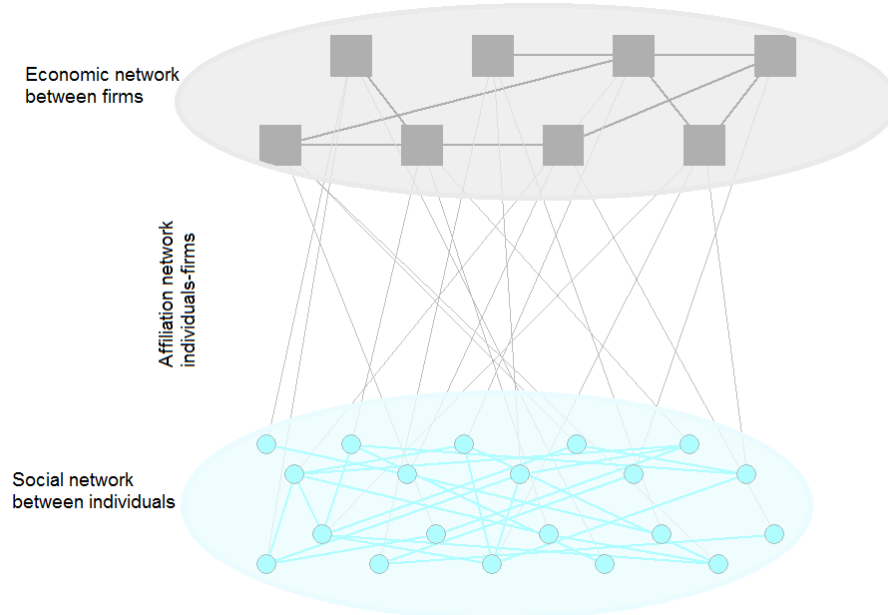 Economic network
between firms
Affiliation network
individuals-firms
Social network
between individuals